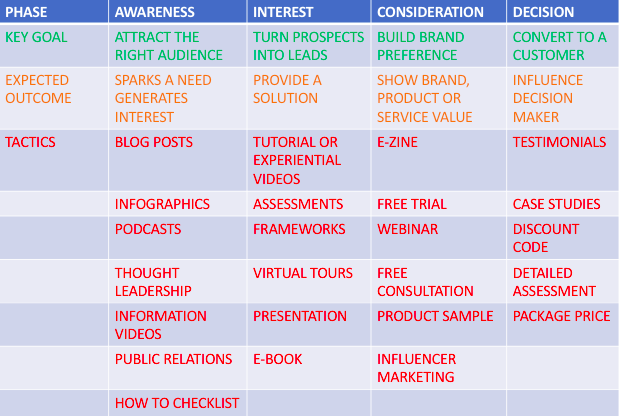 PHASE AWARENESS INTEREST CONSIDERATION DECISION
KEY GOAL ATTRACT THE TURN PROSPECTS BUILD BRAND CONVERT TO A
RIGHT AUDIENCE INTO LEADS PREFERENCE CUSTOMER
EXPECTED SPARKS A NEED PROVIDE A SHOW BRAND, INFLUENCE
OUTCOME GENERATES SOLUTION PRODUCT OR DECISION
INTEREST SERVICE VALUE MAKER
TACTICS BLOG POSTS TUTORIAL OR E-ZINE TESTIMONIALS
EXPERIENTIAL
VIDEOS
INFOGRAPHICS ASSESSMENTS FREE TRIAL CASE STUDIES
PODCASTS FRAMEWORKS WEBINAR DISCOUNT
CODE
THOUGHT VIRTUAL TOURS FREE DETAILED
LEADERSHIP CONSULTATION ASSESSMENT
INFORMATION PRESENTATION PRODUCT SAMPLE PACKAGE PRICE
VIDEOS
PUBLIC RELATIONS E-BOOK INFLUENCER
MARKETING
HOW TO CHECKLIST